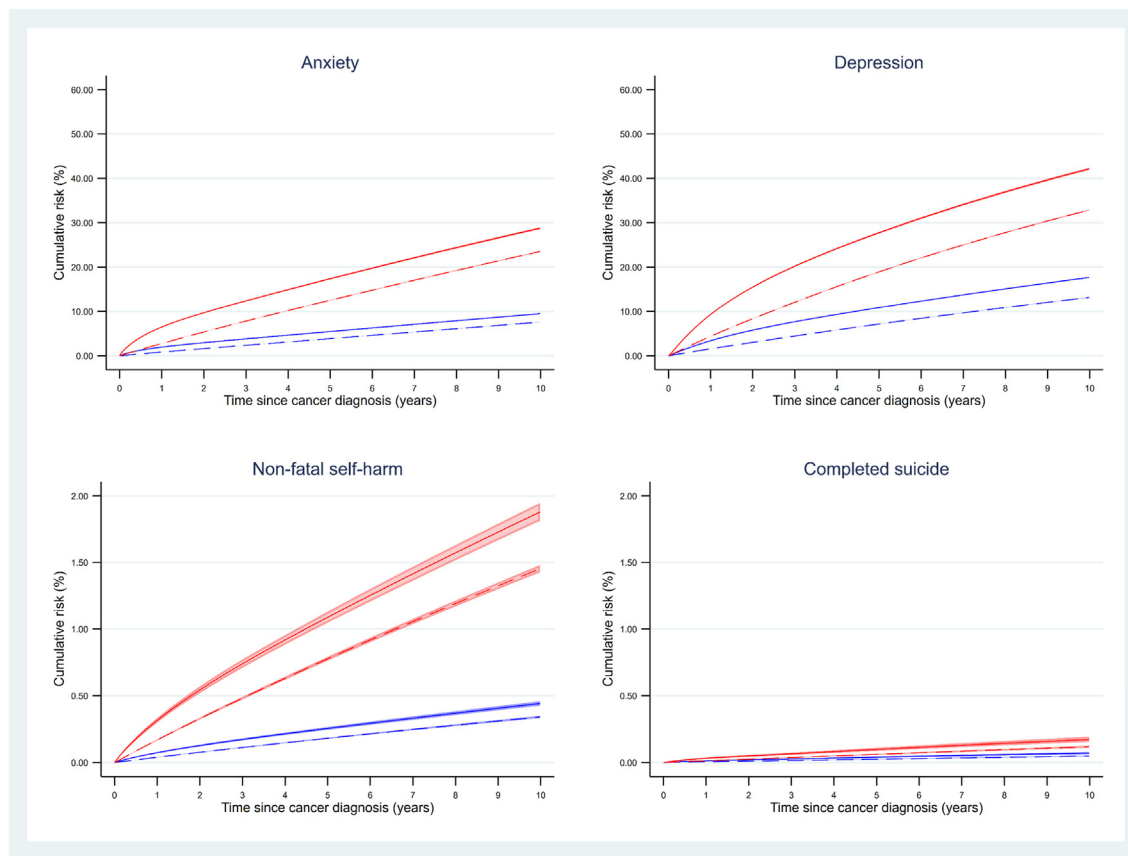 Anxiety
60.00
50.00
40.00
30.00
20.00
10.00
0.00
Cumulative risk (%)
0 1 2 3 4 5 6 7 8 9 10
Time since cancer diagnosis (years)
Depression
60.00
50.00
40.00
30.00
20.00
10.00
0.00
Cumulative risk (%)
0 1 2 3 4 5 6 7 8 9 10
Time since cancer diagnosis (years)
Non-fatal self-harm
2.00
1.50
1.00
0.50
0.00
Cumulative risk (%)
0 1 2 3 4 5 6 7 8 9 10
Time since cancer diagnosis (years)
Completed suicide
2.00
1.50
1.00
0.50
0.00
Cumulative risk (%)
0 1 2 3 4 5 6 7 8 9 10
Time since cancer diagnosis (years)